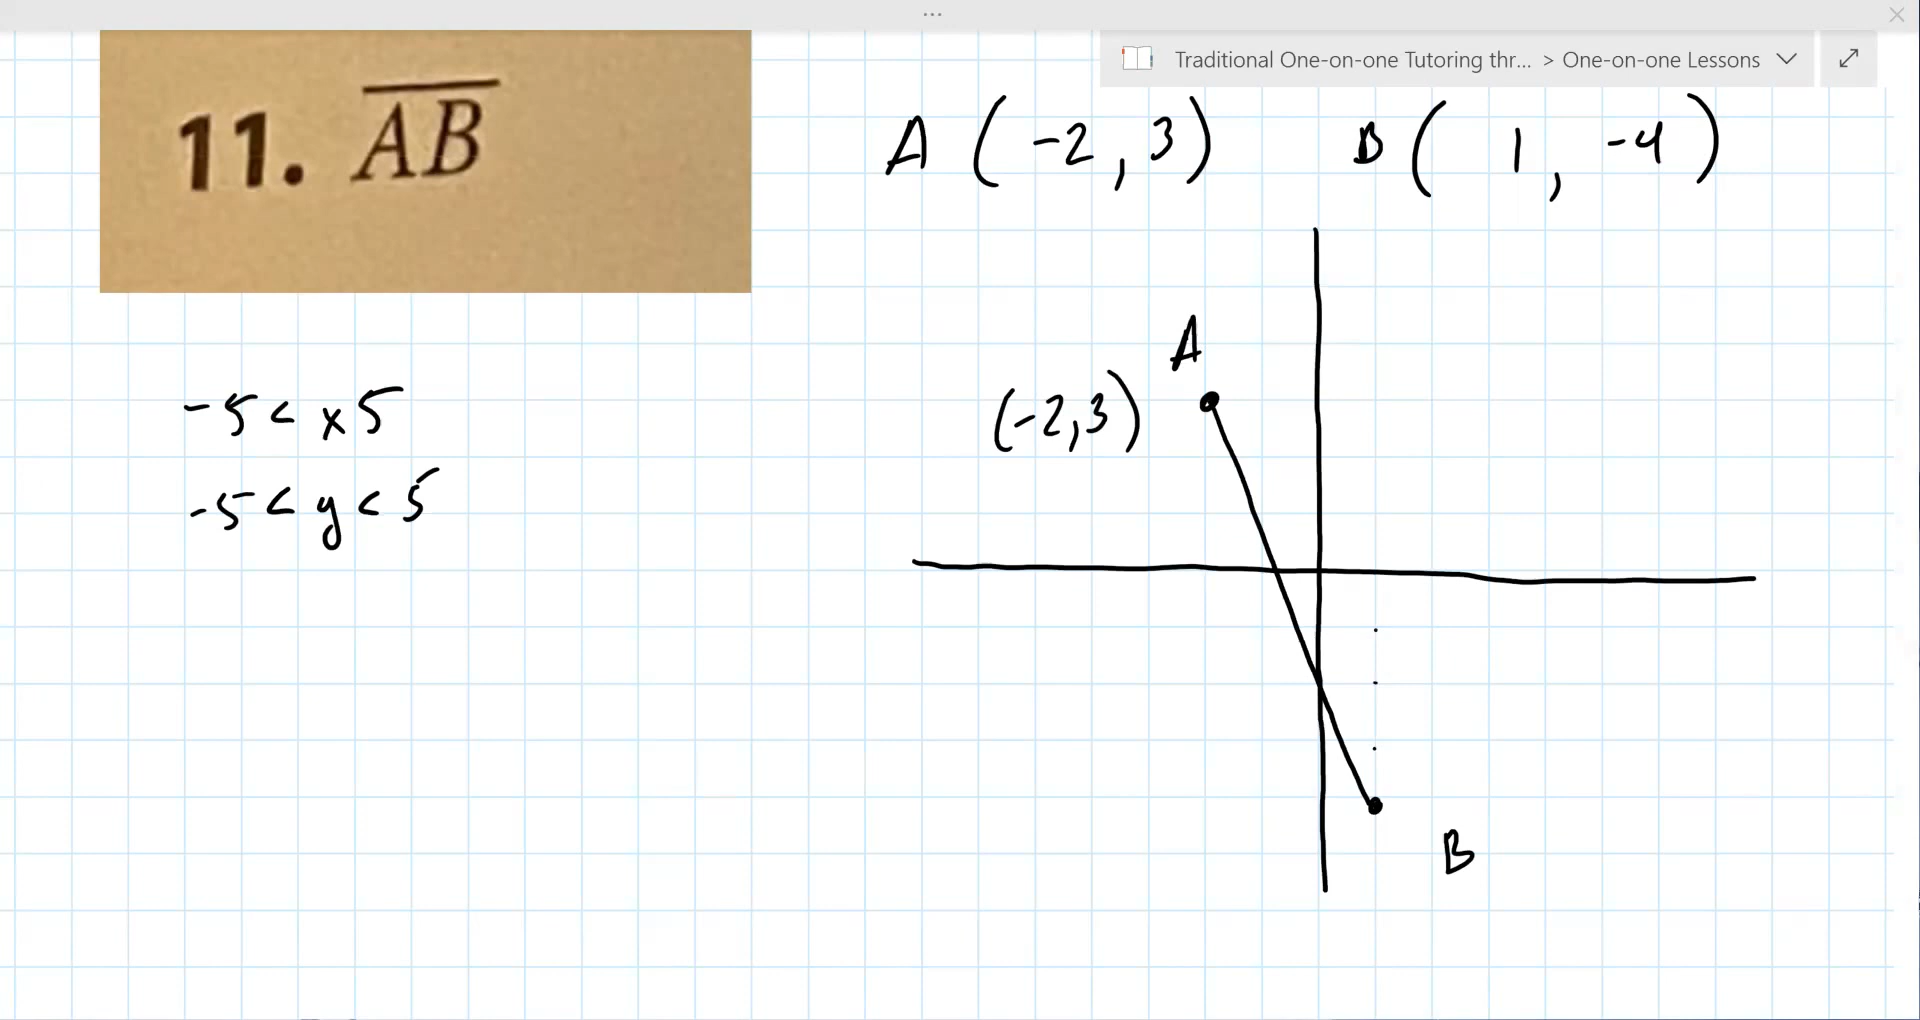 ...
Traditional One-on-one Tutoring thr... > One-on-one Lessons
11. AB
A (-2, 3) B( 1, -4)
A
(-2,3)
-5 < x 5
-5 < y < 5
B